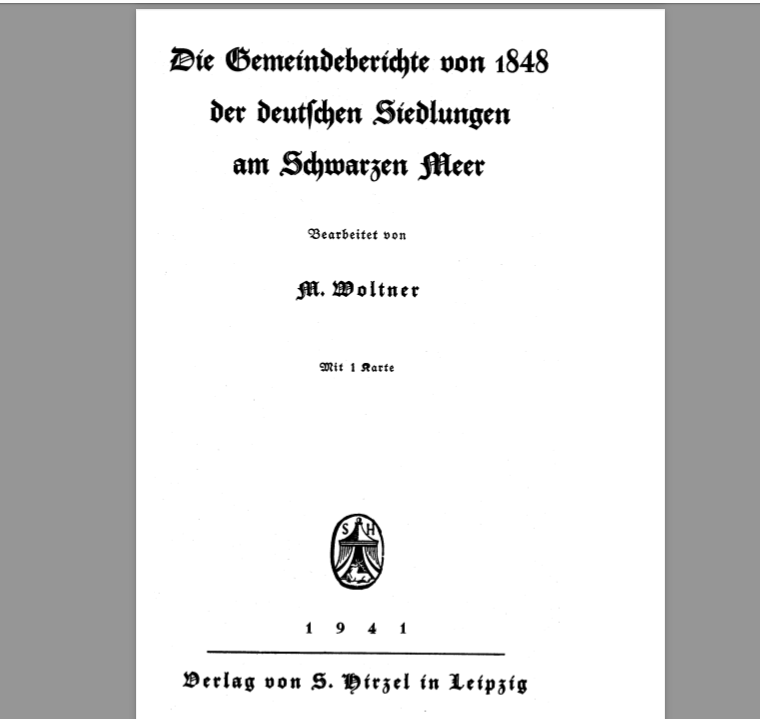 Die Gemeindeberichte von 1848
der deutſchen Siedlungen
am Schwarzen Meer
Bearbeitet von
M. Woltner
Mit 1 Karte
S H
1 9 4 1
Verlag von S. Hirzel in Leipzig